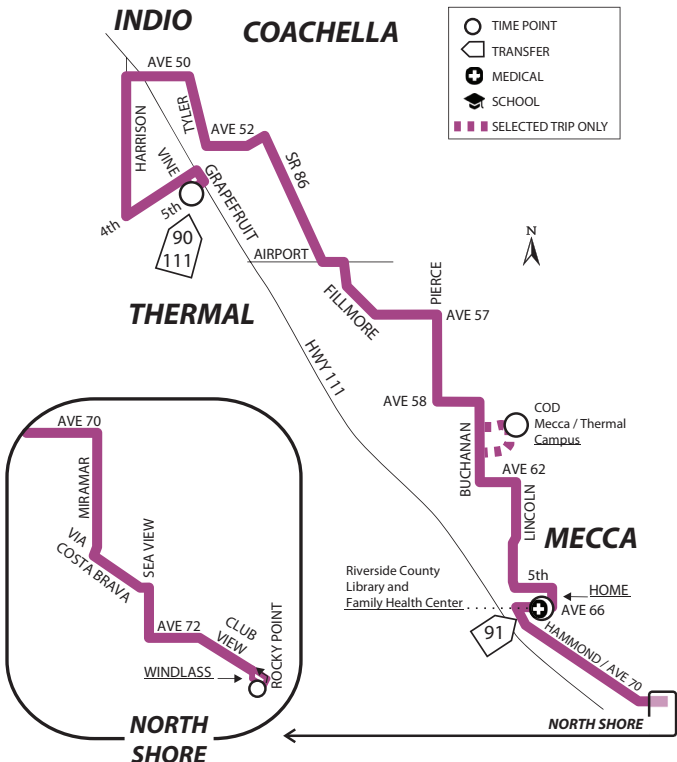 INDIO
COACHELLA
TIME POINT
TRANSFER
MEDICAL
SCHOOL
SELECTED TRIP ONLY
AVE 50
HARRISON
TYLER
AVE 52
SR 86
VINE
GRAPEFRUIT
5th
4th
90
111
AIRPORT
N
THERMAL
FILLMORE
PIERCE
AVE 57
HWY 111
AVE 58
COD
Mecca / Thermal
Campus
BUCHANAN
AVE 62
LINCOLN
MECCA
5th
Riverside County
Library and
Family Health Center
HOME
AVE 66
91
HAMMOND / AVE 70
NORTH SHORE
AVE 70
MIRAMAR
VIA
COSTA BRAVA
SEA VIEW
AVE 72
CLUB
VIEW
ROCKY POINT
WINDLASS
NORTH
SHORE